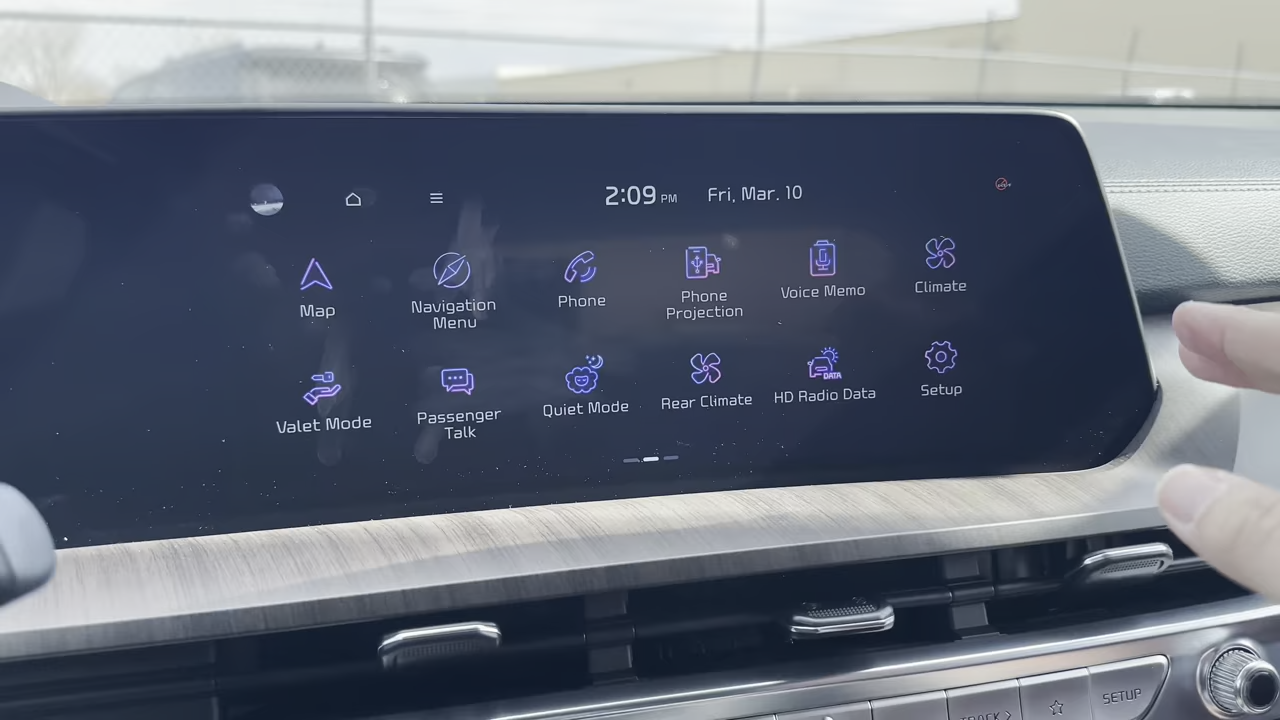 2:09 PM Fri, Mar. 10
Map
Navigation
Menu
Phone
Phone
Projection
Voice Memo
Climate
Valet Mode
Passenger
Talk
Quiet Mode
Rear Climate
DATA
HD Radio Data
Setup
TRACK >
SETUP